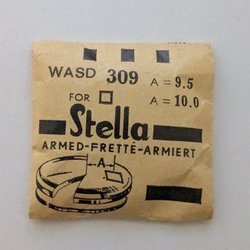 WASD 309 A = 9.5
FOR A = 10.0
Stella
ARMED-FRETTÉ-ARMIERT
A